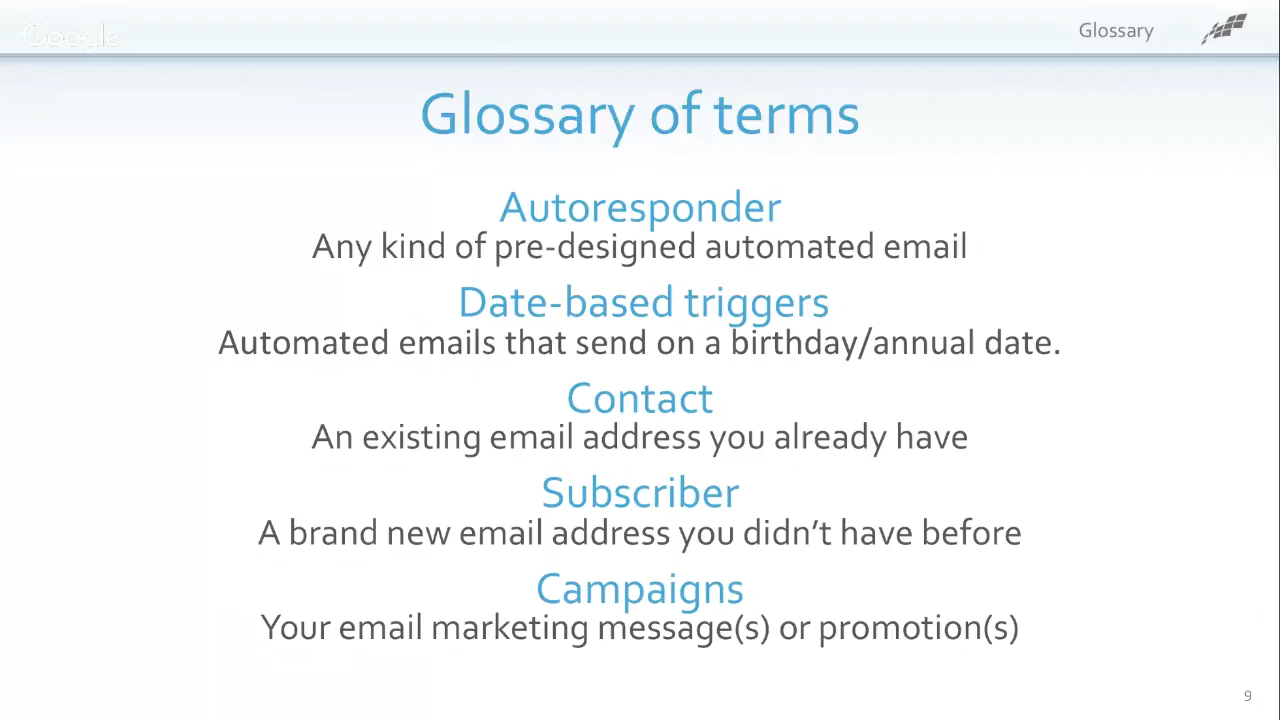 Google
Glossary
Glossary of terms
Autoresponder
Any kind of pre-designed automated email
Date-based triggers
Automated emails that send on a birthday/annual date.
Contact
An existing email address you already have
Subscriber
A brand new email address you didn’t have before
Campaigns
Your email marketing message(s) or promotion(s)
9